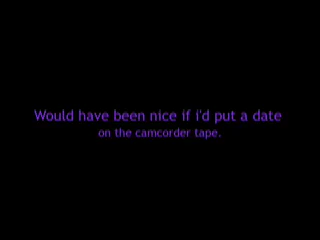 Would have been nice if i'd put a date
on the camcorder tape.